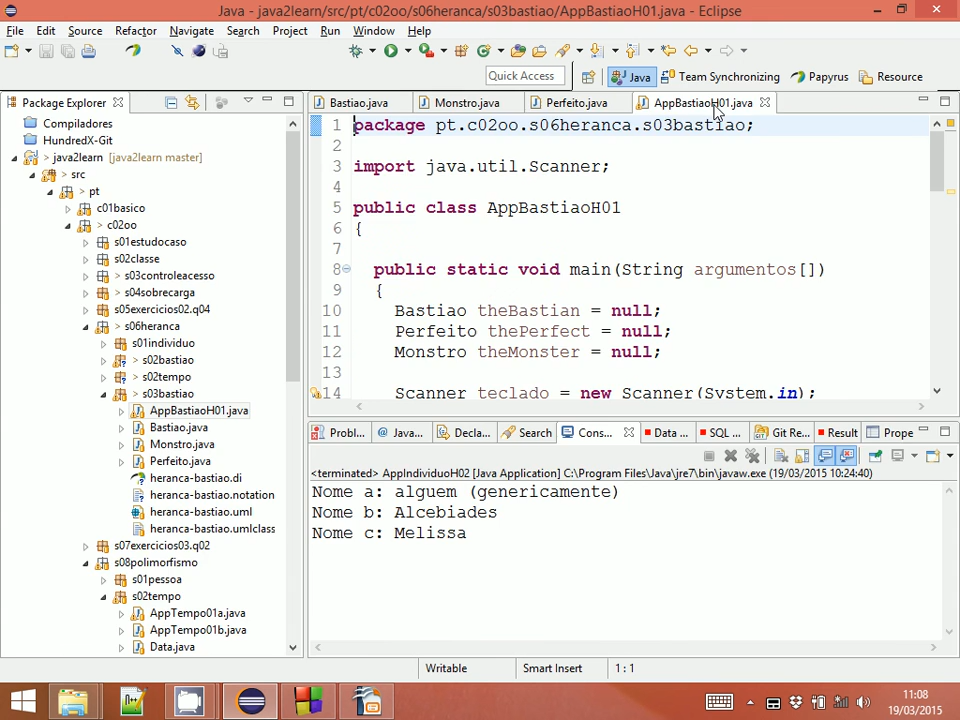 Java - java2learn/src/pt/c02oo/s06heranca/s03bastiao/AppBastiaoH01.java - Eclipse
File Edit Source Refactor Navigate Search Project Run Window Help
Quick Access Java Team Synchronizing Papyrus Resource
Package Explorer
Compiladores
HundredX-Git
> java2learn [java2learn master]
> src
> pt
c01basico
> c02oo
s01estudocaso
s02classe
> s03controleacesso
> s04sobrecarga
s05exercicios02.q04
> s06heranca
s01individuo
> s02bastiao
> s02tempo
> s03bastiao
AppBastiaoH01.java
Bastiao.java
Monstro.java
Perfeito.java
heranca-bastiao.di
heranca-bastiao.notation
heranca-bastiao.uml
heranca-bastiao.umlclass
s07exercicios03.q02
s08polimorfismo
s01pessoa
s02tempo
AppTempo01a.java
AppTempo01b.java
Data.java
Bastiao.java Monstro.java Perfeito.java AppBastiaoH01.java
1 package pt.c02oo.s06heranca.s03bastiao;
2
3 import java.util.Scanner;
4
5 public class AppBastiaoH01
6 {
7
8 public static void main(String argumentos[])
9 {
10 Bastiao theBastian = null;
11 Perfeito thePerfect = null;
12 Monstro theMonster = null;
13
14 Scanner teclado = new Scanner(System.in);
Probl... @ Java... Decla... Search Cons... Data ... SQL ... Git Re... Result Prope
<terminated> AppIndividuoH02 [Java Application] C:\Program Files\Java\jre7\bin\javaw.exe (19/03/2015 10:24:40)
Nome a: alguem (genericamente)
Nome b: Alcebiades
Nome c: Melissa
Writable Smart Insert 1 : 1
11:08
19/03/2015